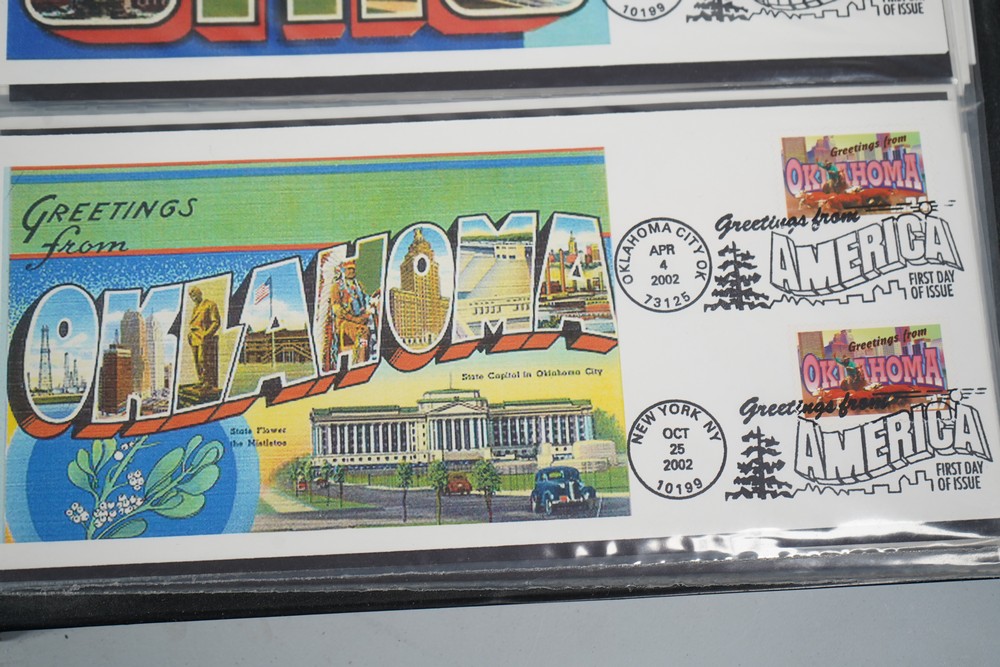 OHIO
10199
1 OF ISSUE
GREETINGS
from
OKLAHOMA
State Capitol in Oklahoma City
State Flower
the Mistletoe
Greetings from
OKLAHOMA
OKLAHOMA CITY OK
APR
4
2002
73125
Greetings from
AMERICA
FIRST DAY
OF ISSUE
Greetings from
OKLAHOMA
NEW YORK NY
OCT
25
2002
10199
Greetings from
AMERICA
FIRST DAY
OF ISSUE